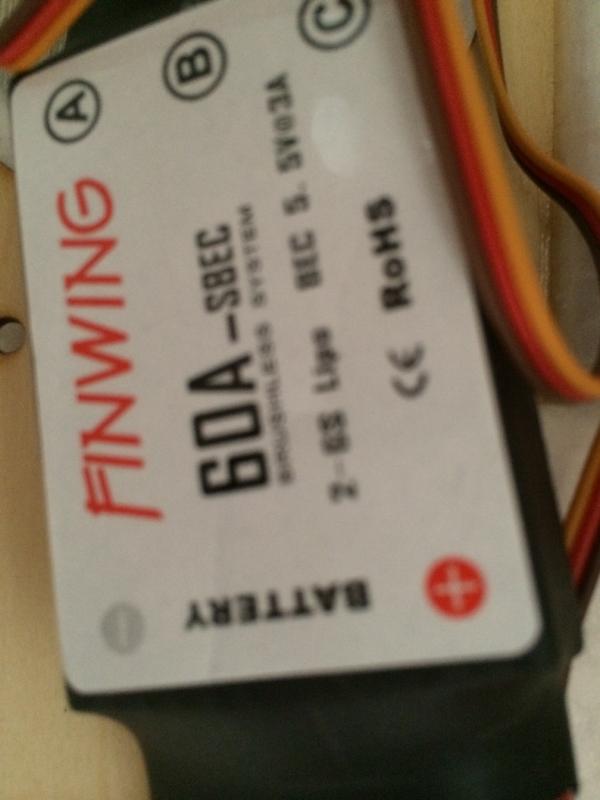 A B C
FINWING
60A-SBEC
BRUSHLESS SYSTEM
2-6S Lipo BEC 5.5V@3A
CE RoHS
BATTERY